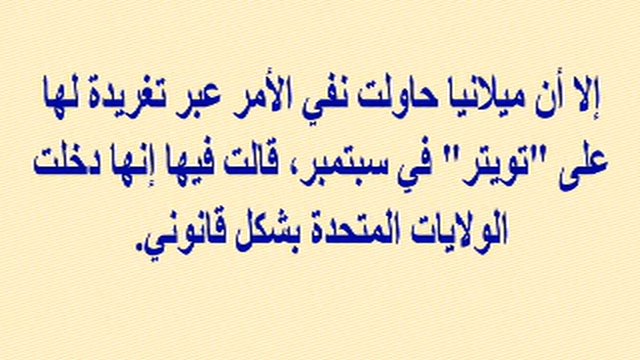 إلا أن ميلانيا حاولت نفي الأمر عبر تغريدة لها
على "تويتر" في سبتمبر، قالت فيها إنها دخلت
الولايات المتحدة بشكل قانوني.